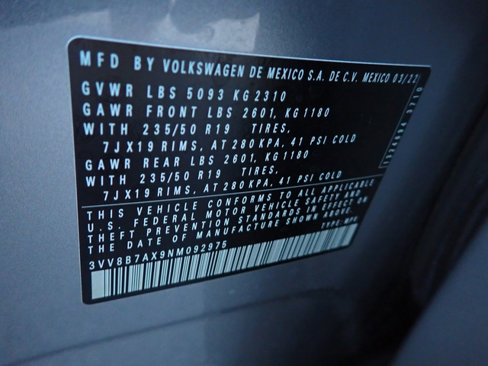 MFD BY VOLKSWAGEN DE MEXICO S.A. DE C.V. MEXICO 03/22
GVWR LBS 5093 KG 2310
GAWR FRONT LBS 2601, KG 1180
WITH 235/50 R19 TIRES,
7JX19 RIMS, AT 280 KPA, 41 PSI COLD
GAWR REAR LBS 2601, KG 1180
WITH 235/50 R19 TIRES,
7JX19 RIMS, AT 280 KPA, 41 PSI COLD
THIS VEHICLE CONFORMS TO ALL APPLICABLE
U.S. FEDERAL MOTOR VEHICLE SAFETY AND
THEFT PREVENTION STANDARDS IN EFFECT ON
THE DATE OF MANUFACTURE SHOWN ABOVE.
3VV8B7AX9NM092975
TYPE: MPV